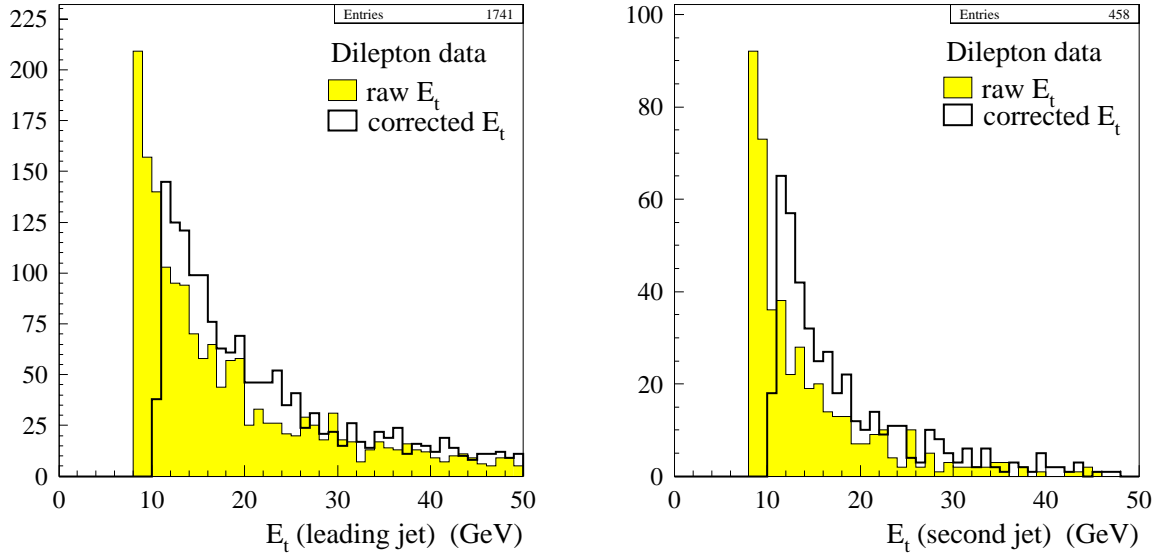 Entries 1741
Dilepton data
raw E_t
corrected E_t
225
200
175
150
125
100
75
50
25
0
0 10 20 30 40 50
E_t (leading jet) (GeV)
Entries 458
Dilepton data
raw E_t
corrected E_t
100
80
60
40
20
0
0 10 20 30 40 50
E_t (second jet) (GeV)